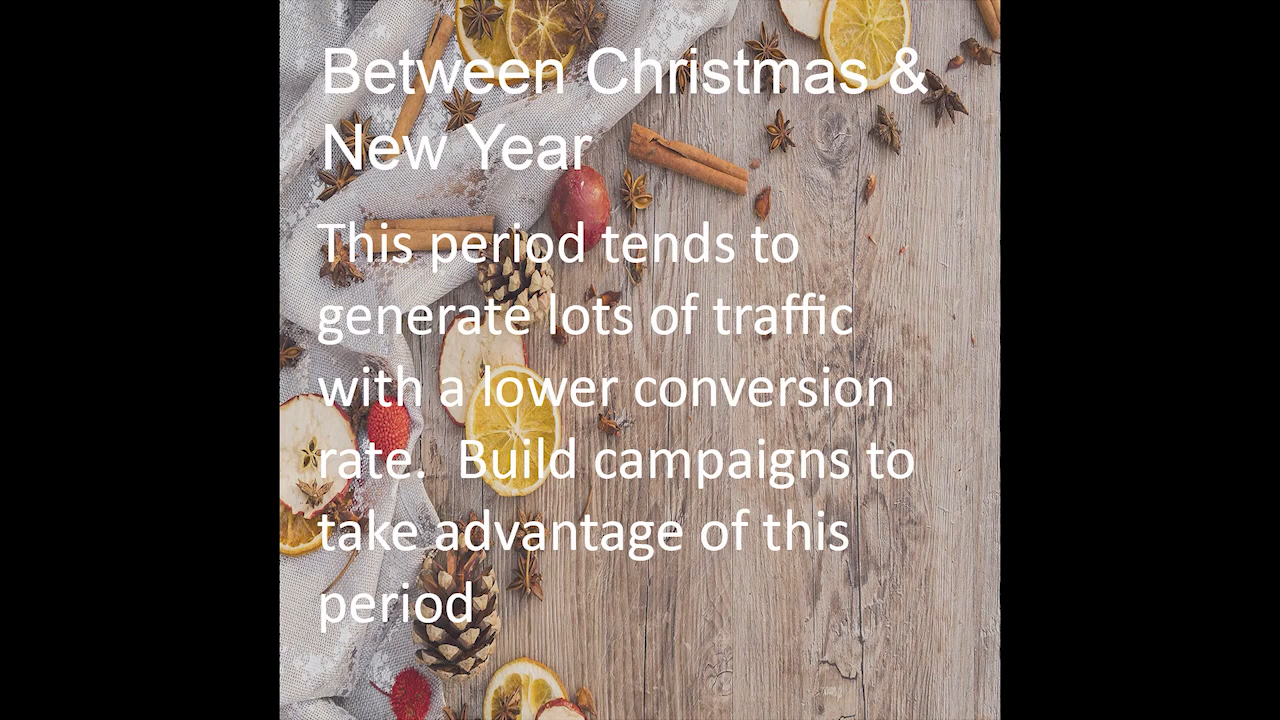 Between Christmas &
New Year
This period tends to
generate lots of traffic
with a lower conversion
rate.  Build campaigns to
take advantage of this
period